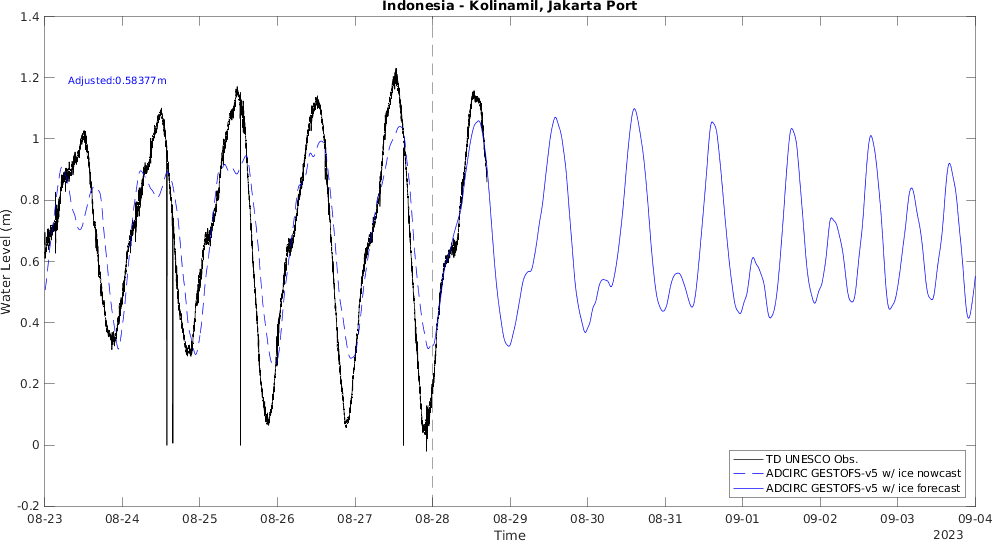 Indonesia - Kolinamil, Jakarta Port
1.4
1.2
1
0.8
0.6
0.4
0.2
0
-0.2
Water Level (m)
Adjusted:0.58377m
TD UNESCO Obs.
ADCIRC GESTOFS-v5 w/ ice nowcast
ADCIRC GESTOFS-v5 w/ ice forecast
08-23 08-24 08-25 08-26 08-27 08-28 08-29 08-30 08-31 09-01 09-02 09-03 09-04
Time
2023